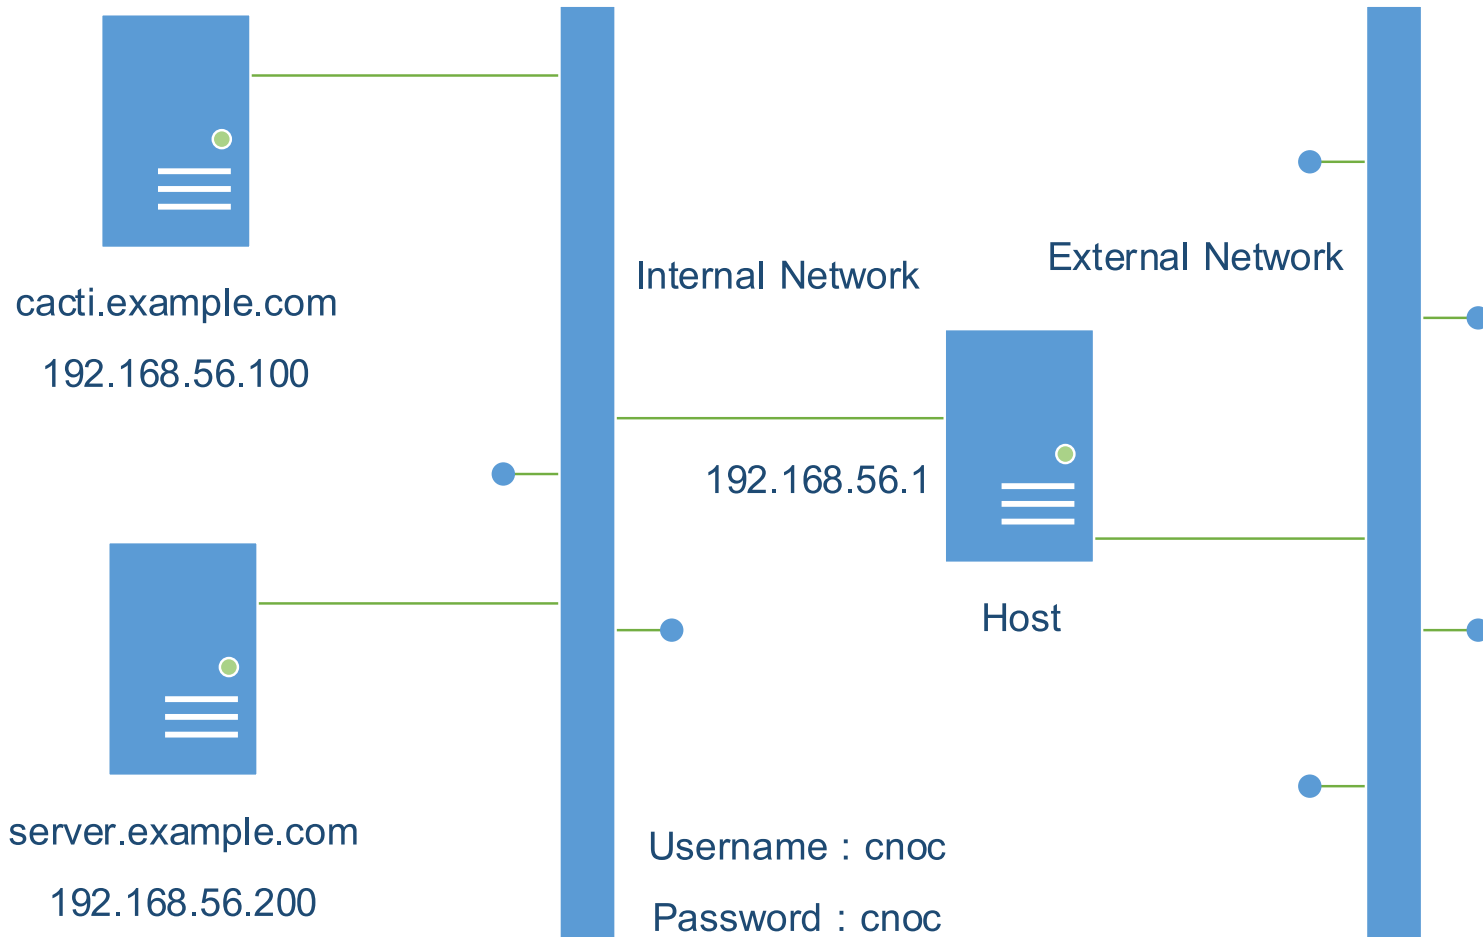 cacti.example.com
192.168.56.100
Internal Network
External Network
192.168.56.1
Host
server.example.com
192.168.56.200
Username : cnoc
Password : cnoc